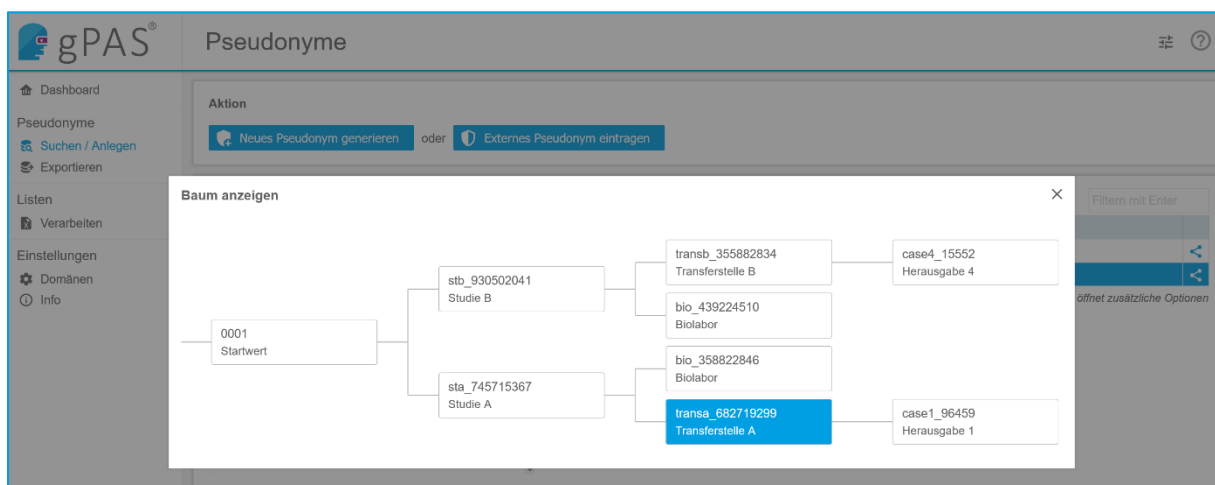 gPAS®
Pseudonyme
Dashboard
Pseudonyme
Suchen / Anlegen
Exportieren
Listen
Verarbeiten
Einstellungen
Domänen
Info
Aktion
Neues Pseudonym generieren oder Externes Pseudonym eintragen
Filtern mit Enter
öffnet zusätzliche Optionen
Baum anzeigen
0001
Startwert
stb_930502041
Studie B
sta_745715367
Studie A
transb_355882834
Transferstelle B
bio_439224510
Biolabor
bio_358822846
Biolabor
transa_682719299
Transferstelle A
case4_15552
Herausgabe 4
case1_96459
Herausgabe 1